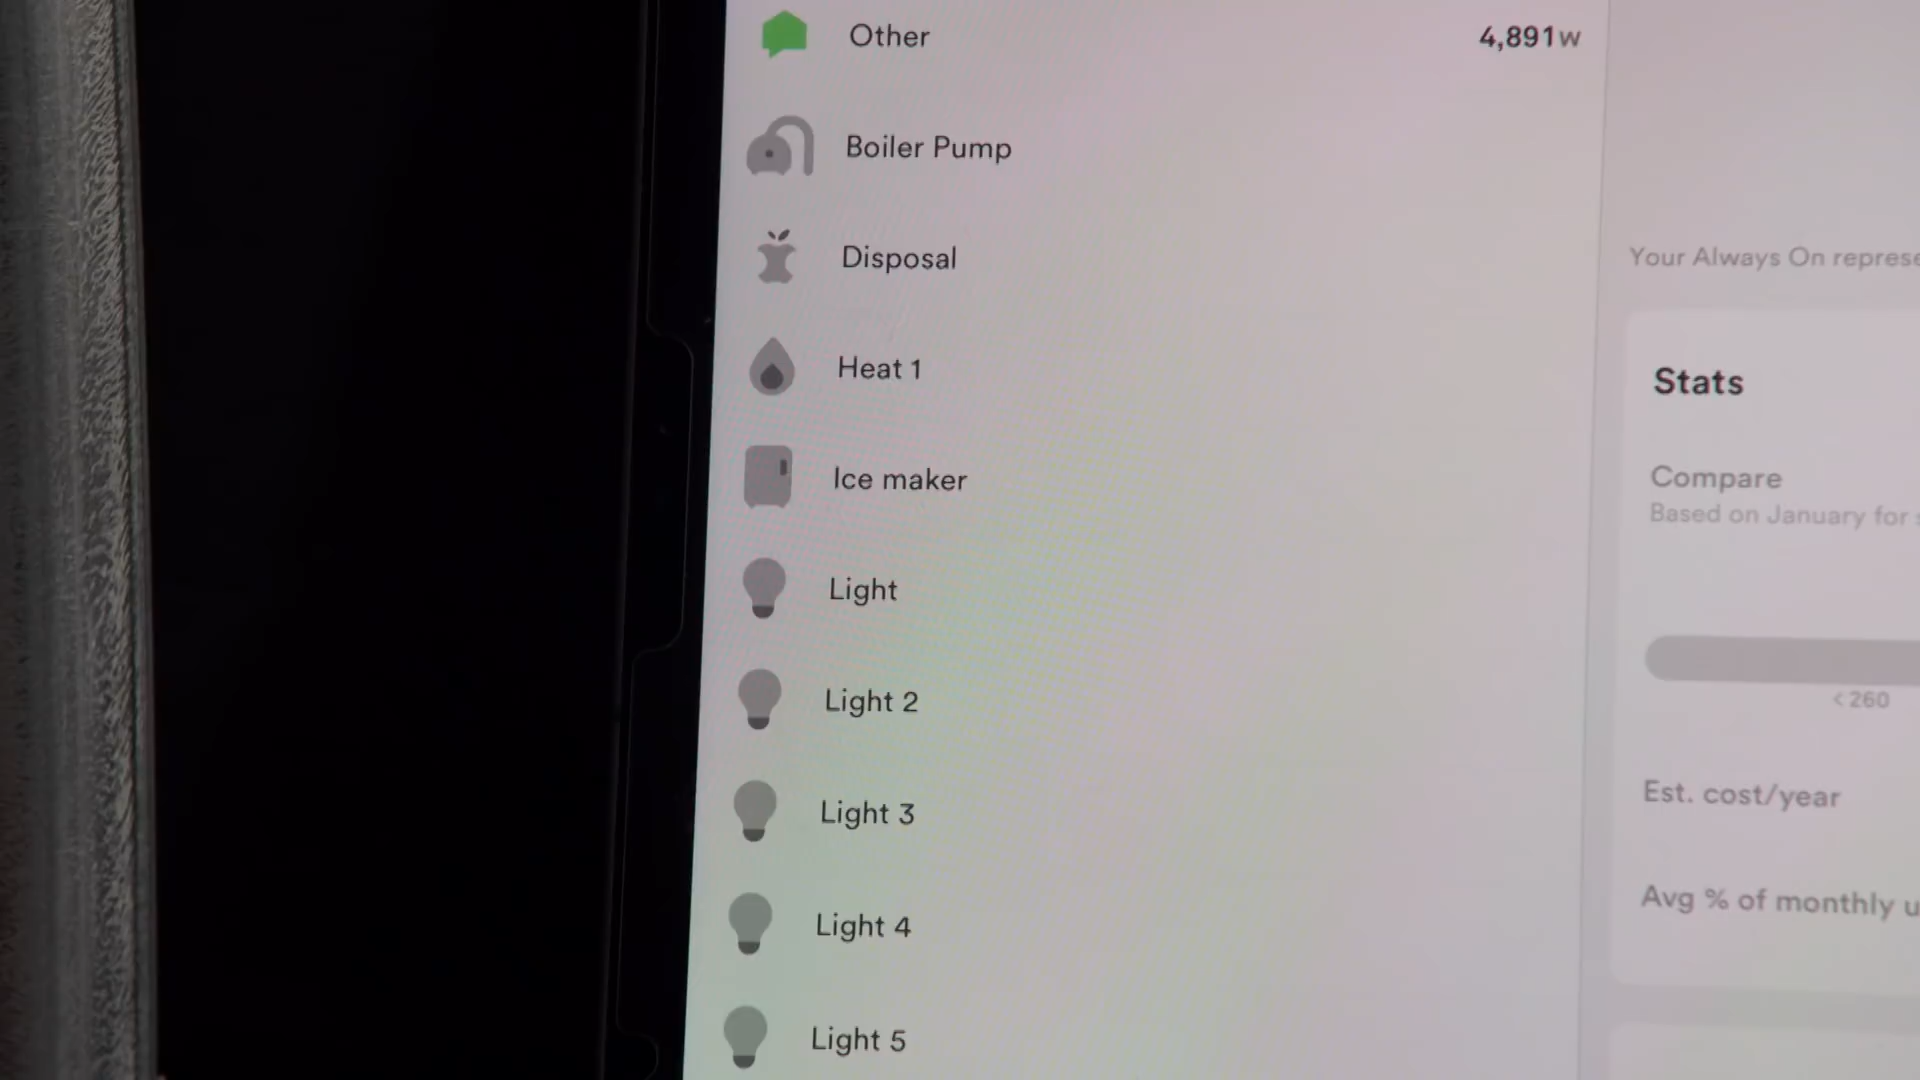 Other 4,891w
Boiler Pump
Disposal
Heat 1
Ice maker
Light
Light 2
Light 3
Light 4
Light 5
Your Always On represe
Stats
Compare
Based on January for
<260
Est. cost/year
Avg % of monthly u